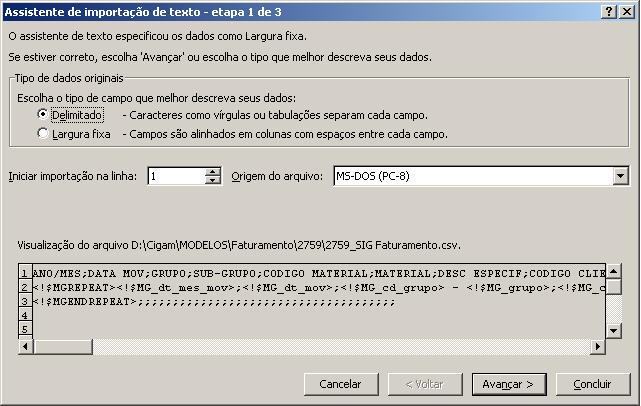 Assistente de importação de texto - etapa 1 de 3
O assistente de texto especificou os dados como Largura fixa.
Se estiver correto, escolha 'Avançar' ou escolha o tipo que melhor descreva seus dados.
Tipo de dados originais
Escolha o tipo de campo que melhor descreva seus dados:
Delimitado - Caracteres como vírgulas ou tabulações separam cada campo.
Largura fixa - Campos são alinhados em colunas com espaços entre cada campo.
Iniciar importação na linha: 1 Origem do arquivo: MS-DOS (PC-8)
Visualização do arquivo D:\Cigam\MODELOS\Faturamento\2759\2759_SIG Faturamento.csv.
1 ANO/MES;DATA MOV;GRUPO;SUB-GRUPO;CODIGO MATERIAL;MATERIAL;DESC ESPECIF;CODIGO CLIE
2 <!$MGREPEAT><!$MG_dt_mes_mov>;<!$MG_dt_mov>;<!$MG_cd_grupo> - <!$MG_grupo>;<!$MG_c
3 <!$MGENDREPEAT>;;;;;;;;;;;;;;;;;;;;;;;;;;;;;;;;;;;;;
4
5
Cancelar < Voltar Avançar > Concluir